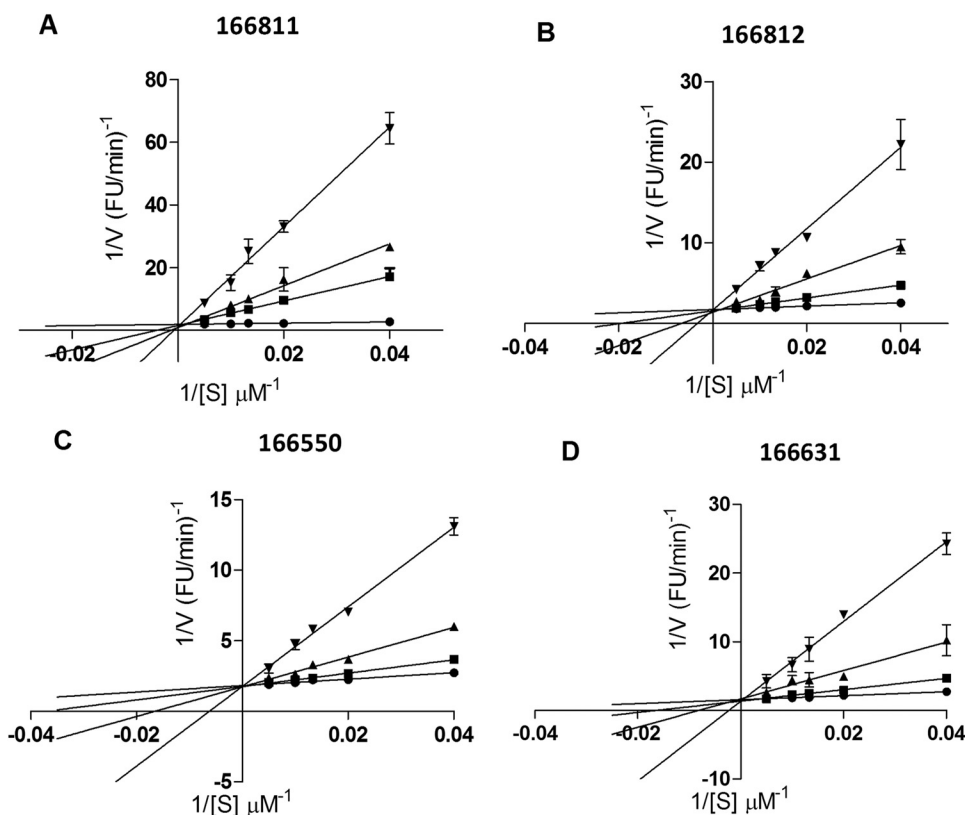 A
166811
80
60
40
20
1/V (FU/min)⁻¹
-0.02
0.02
0.04
1/[S] μM⁻¹
B
166812
30
20
10
1/V (FU/min)⁻¹
-0.04
-0.02
0.02
0.04
1/[S] μM⁻¹
C
166550
15
10
5
-5
1/V (FU/min)⁻¹
-0.04
-0.02
0.02
0.04
1/[S] μM⁻¹
D
166631
30
20
10
-10
1/V (FU/min)⁻¹
-0.04
-0.02
0.02
0.04
1/[S] μM⁻¹